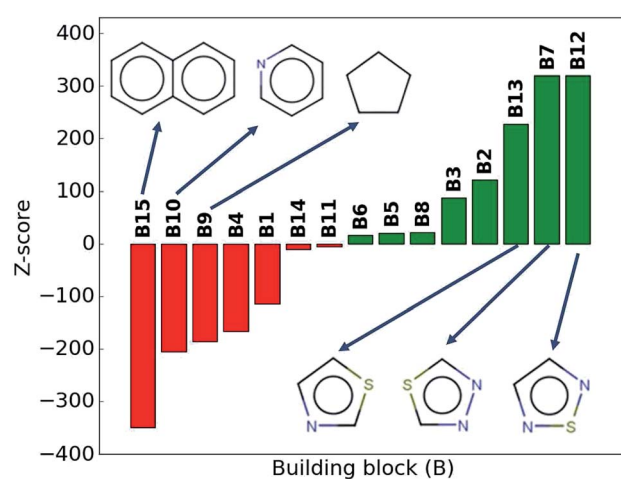 400
300
200
100
0
−100
−200
−300
−400
Z-score
Building block (B)
B15
B10
B9
B4
B1
B14
B11
B6
B5
B8
B3
B2
B13
B7
B12
N
S
N
S
N
N
N
N
S